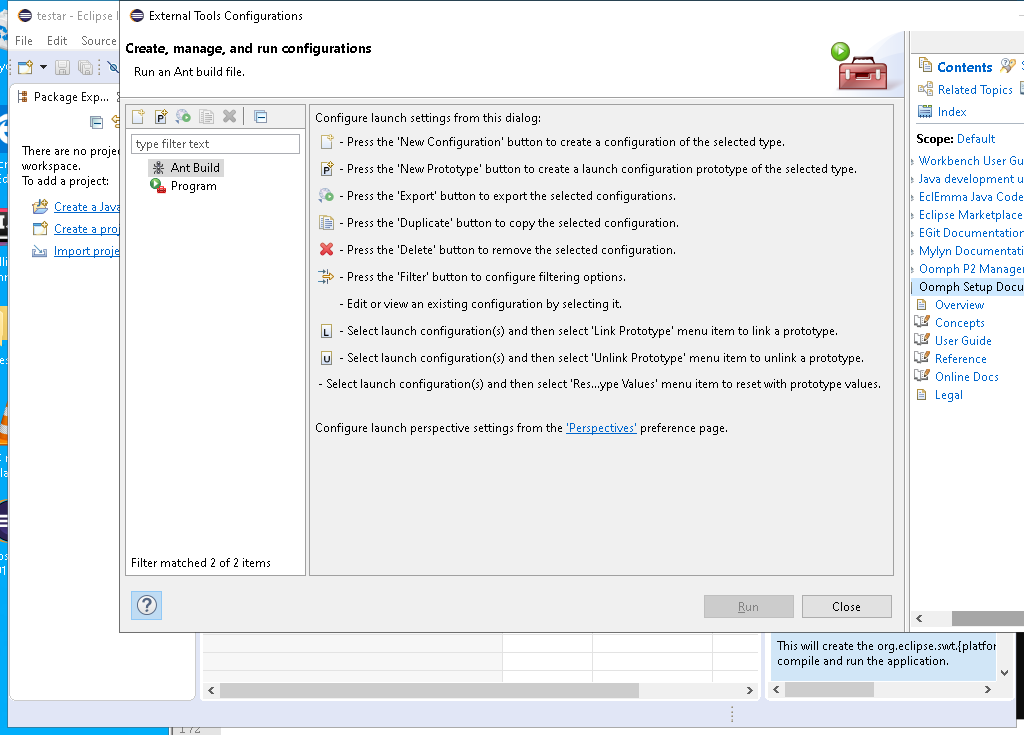 testar - Eclipse I
External Tools Configurations
File Edit Source
Create, manage, and run configurations
Run an Ant build file.
Package Exp...
There are no proje
workspace.
To add a project:
Create a Java
Create a proj
Import proje
type filter text
Ant Build
Program
Filter matched 2 of 2 items
Configure launch settings from this dialog:
- Press the 'New Configuration' button to create a configuration of the selected type.
- Press the 'New Prototype' button to create a launch configuration prototype of the selected type.
- Press the 'Export' button to export the selected configurations.
- Press the 'Duplicate' button to copy the selected configuration.
- Press the 'Delete' button to remove the selected configuration.
- Press the 'Filter' button to configure filtering options.
- Edit or view an existing configuration by selecting it.
L - Select launch configuration(s) and then select 'Link Prototype' menu item to link a prototype.
U - Select launch configuration(s) and then select 'Unlink Prototype' menu item to unlink a prototype.
- Select launch configuration(s) and then select 'Res...ype Values' menu item to reset with prototype values.
Configure launch perspective settings from the 'Perspectives' preference page.
Run
Close
Contents
Related Topics
Index
Scope: Default
Workbench User Gu
Java development u
EclEmma Java Code
Eclipse Marketplace
EGit Documentation
Mylyn Documentati
Oomph P2 Manager
Oomph Setup Docu
Overview
Concepts
User Guide
Reference
Online Docs
Legal
This will create the org.eclipse.swt.{platfor
compile and run the application.